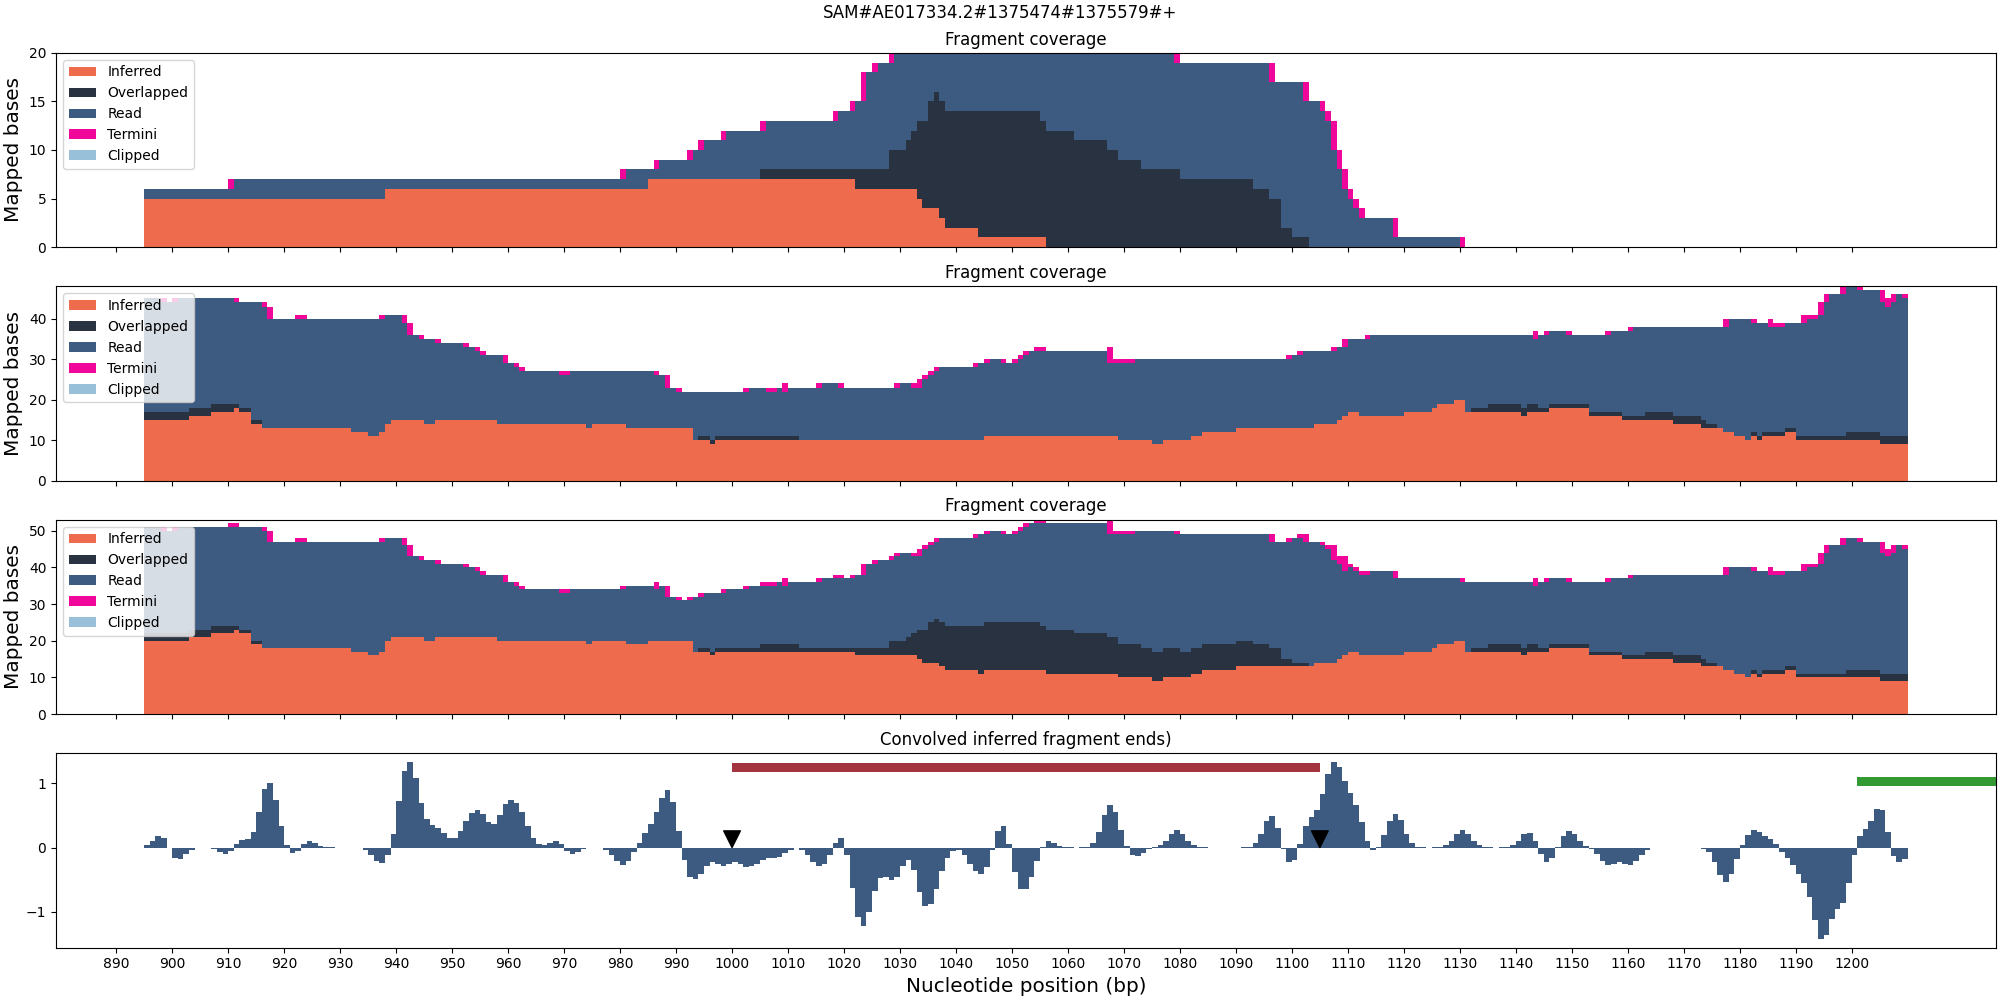 SAM#AE017334.2#1375474#1375579#+
Fragment coverage
Mapped bases
20
15
10
5
0
Inferred
Overlapped
Read
Termini
Clipped
Fragment coverage
Mapped bases
40
30
20
10
0
Inferred
Overlapped
Read
Termini
Clipped
Fragment coverage
Mapped bases
50
40
30
20
10
0
Inferred
Overlapped
Read
Termini
Clipped
Convolved inferred fragment ends)
1
0
−1
890 900 910 920 930 940 950 960 970 980 990 1000 1010 1020 1030 1040 1050 1060 1070 1080 1090 1100 1110 1120 1130 1140 1150 1160 1170 1180 1190 1200
Nucleotide position (bp)